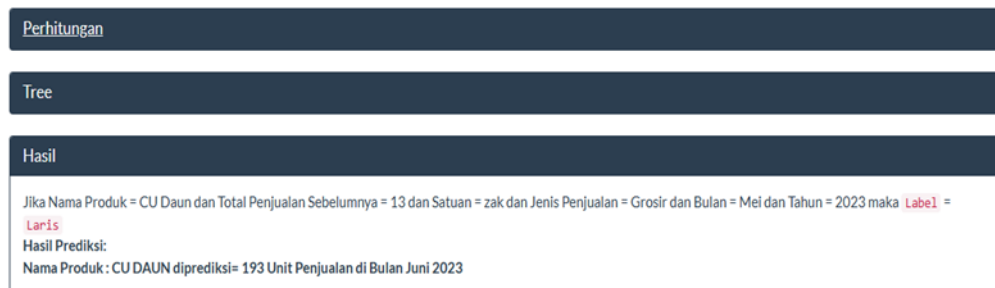 Perhitungan
Tree
Hasil
Jika Nama Produk = CU Daun dan Total Penjualan Sebelumnya = 13 dan Satuan = zak dan Jenis Penjualan = Grosir dan Bulan = Mei dan Tahun = 2023 maka Label =
Laris
Hasil Prediksi:
Nama Produk : CU DAUN diprediksi= 193 Unit Penjualan di Bulan Juni 2023